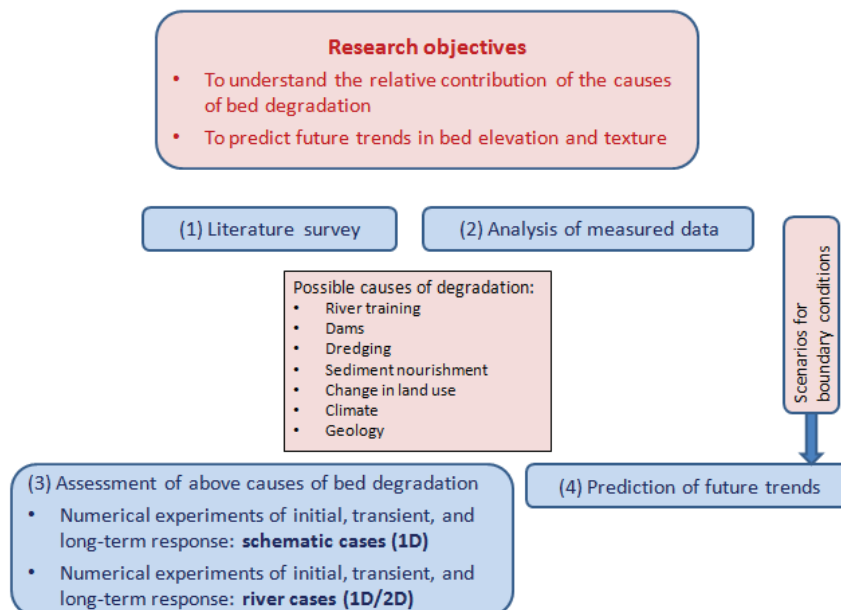 Research objectives
• To understand the relative contribution of the causes
of bed degradation
• To predict future trends in bed elevation and texture
(1) Literature survey
(2) Analysis of measured data
Scenarios for
boundary conditions
Possible causes of degradation:
• River training
• Dams
• Dredging
• Sediment nourishment
• Change in land use
• Climate
• Geology
(3) Assessment of above causes of bed degradation
• Numerical experiments of initial, transient, and
long-term response: schematic cases (1D)
• Numerical experiments of initial, transient, and
long-term response: river cases (1D/2D)
(4) Prediction of future trends